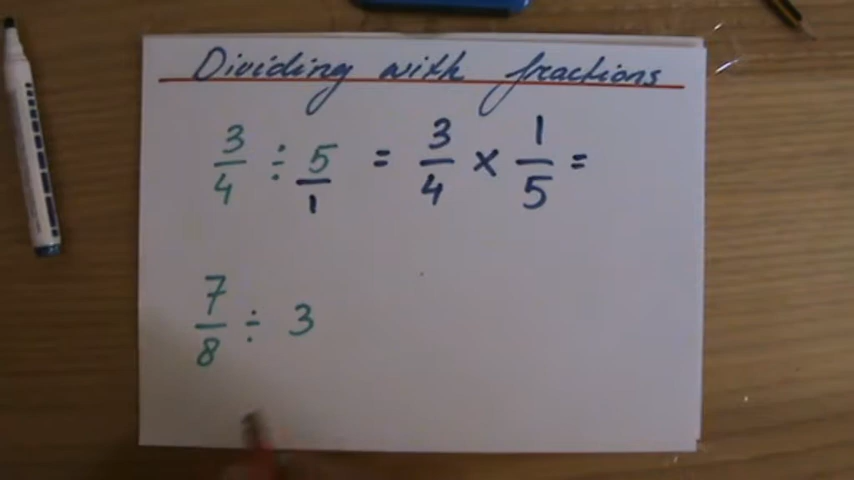 Dividing with fractions
3/4 ÷ 5/1 = 3/4 × 1/5 =
7/8 ÷ 3